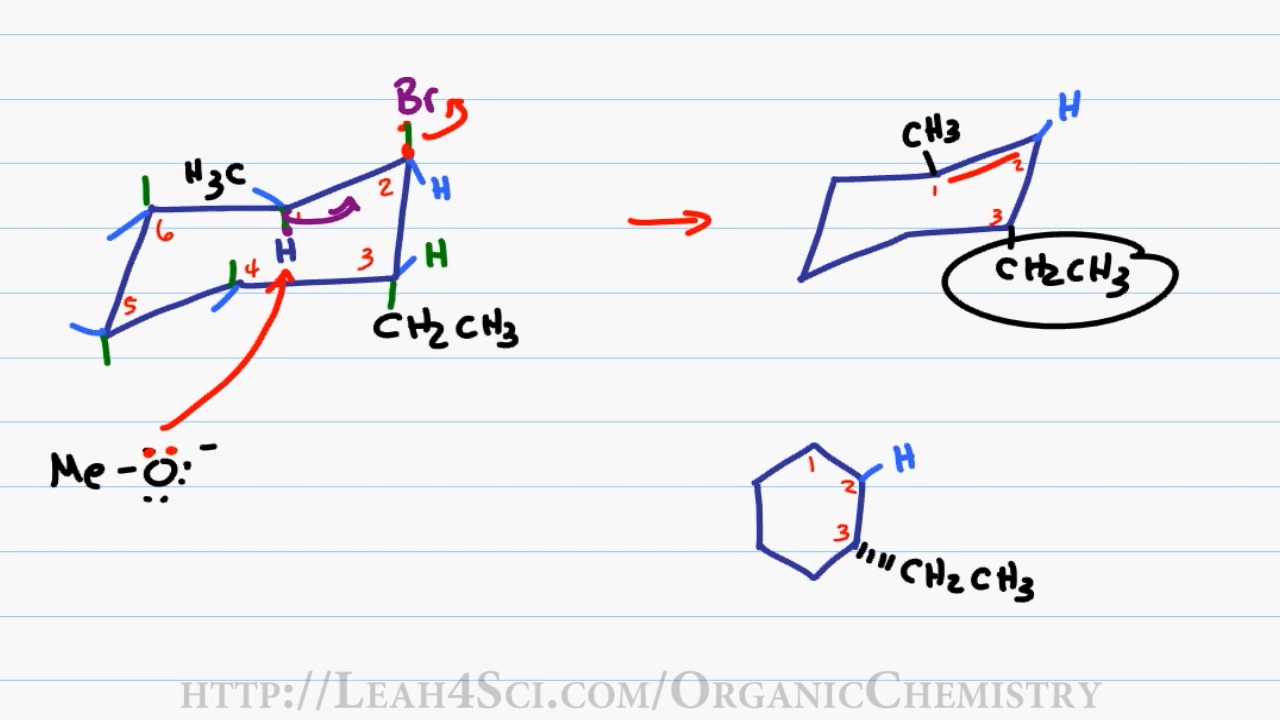 Br
H
CH3
H3C
H
2
2
1
1
6
H
H
3
3
4
CH2CH3
5
CH2CH3
Me-O:-
H
1
2
3
CH2CH3
http://Leah4Sci.com/OrganicChemistry